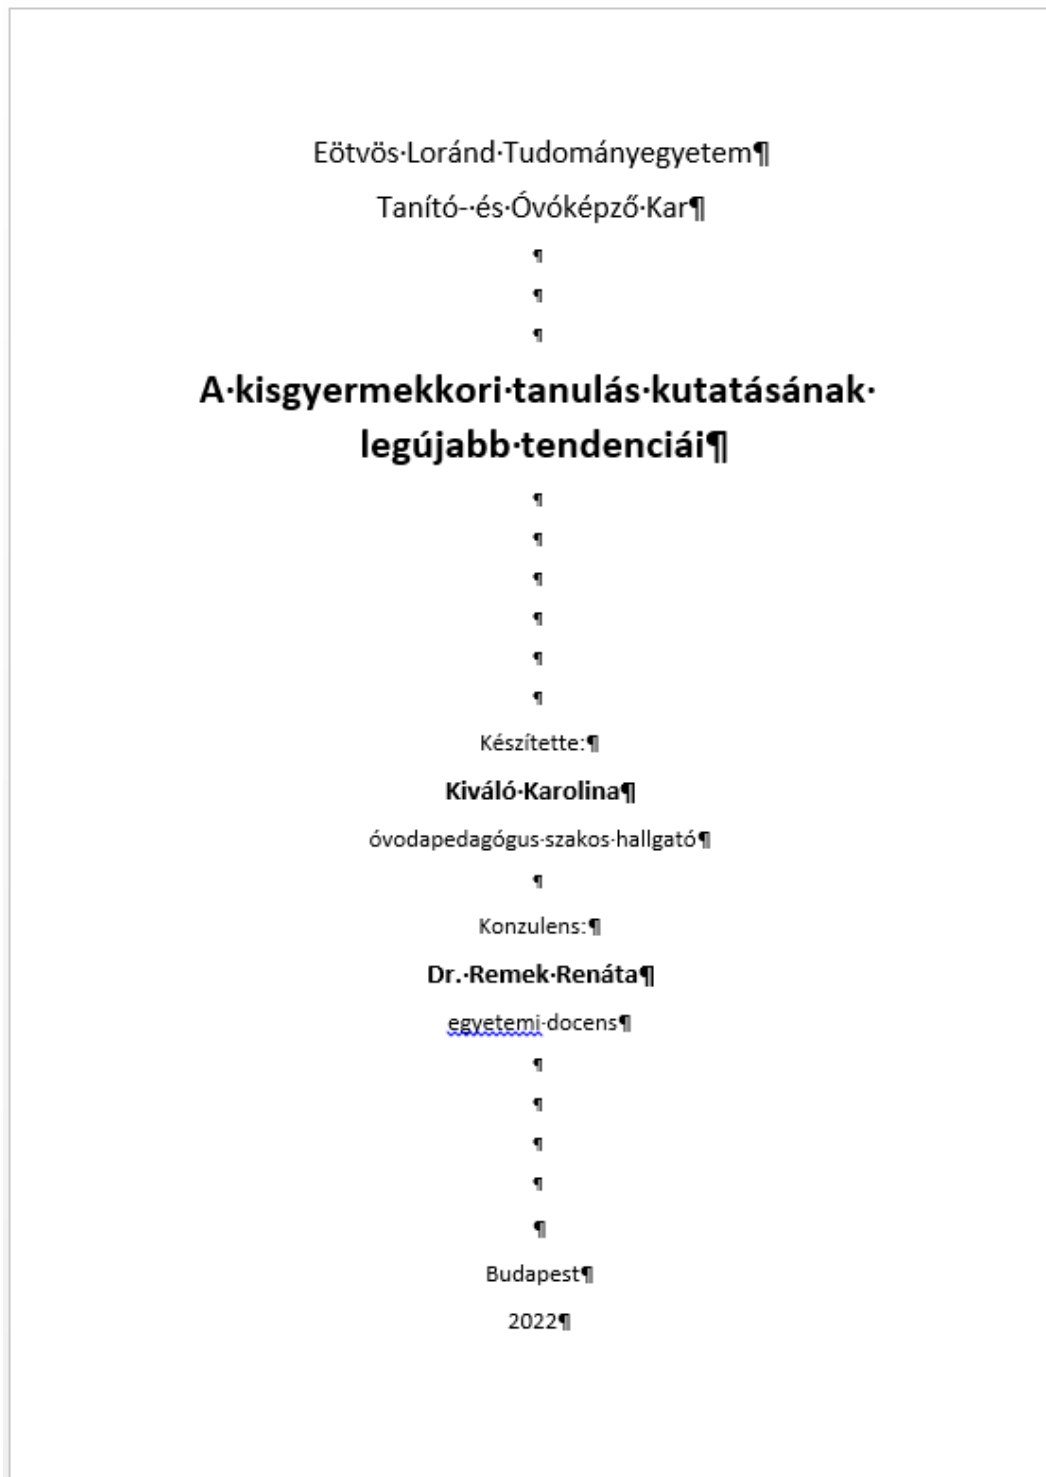 Eötvös·Loránd·Tudományegyetem¶
Tanító-·és·Óvóképző·Kar¶
¶
¶
¶
A·kisgyermekkori·tanulás·kutatásának·
legújabb·tendenciái¶
¶
¶
¶
¶
¶
¶
Készítette:¶
Kiváló·Karolina¶
óvodapedagógus·szakos·hallgató¶
¶
Konzulens:¶
Dr.·Remek·Renáta¶
egyetemi·docens¶
¶
¶
¶
¶
¶
Budapest¶
2022¶